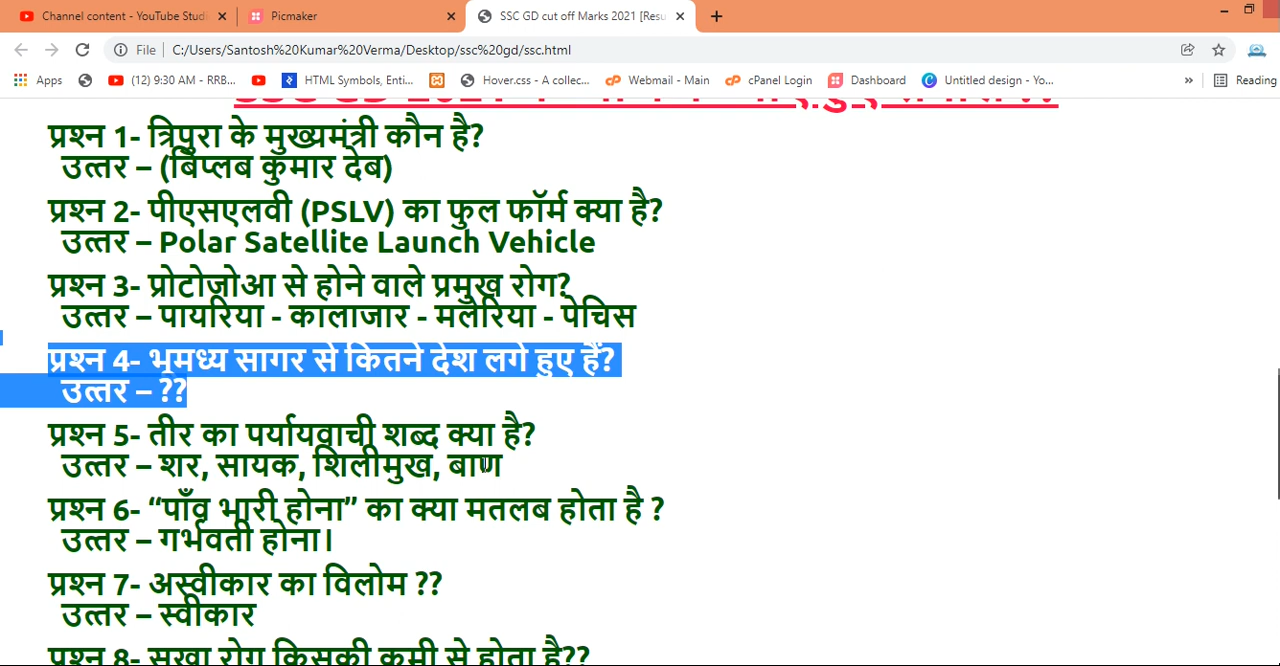 Channel content - YouTube Studi
Picmaker
SSC GD cut off Marks 2021 [Resu
File
C:/Users/Santosh%20Kumar%20Verma/Desktop/ssc%20gd/ssc.html
Apps
(12) 9:30 AM - RRB...
HTML Symbols, Enti...
Hover.css - A collec...
Webmail - Main
cPanel Login
Dashboard
Untitled design - Yo...
»
Reading
प्रश्न 1- त्रिपुरा के मुख्यमंत्री कौन है?
उत्तर – (बिप्लब कुमार देब)
प्रश्न 2- पीएसएलवी (PSLV) का फुल फॉर्म क्या है?
उत्तर – Polar Satellite Launch Vehicle
प्रश्न 3- प्रोटोजोआ से होने वाले प्रमुख रोग?
उत्तर – पायरिया - कालाजार - मलेरिया - पेचिस
प्रश्न 4- भूमध्य सागर से कितने देश लगे हुए हैं?
उत्तर – ??
प्रश्न 5- तीर का पर्यायवाची शब्द क्या है?
उत्तर – शर, सायक, शिलीमुख, बाण
प्रश्न 6- “पाँव भारी होना” का क्या मतलब होता है ?
उत्तर – गर्भवती होना।
प्रश्न 7- अस्वीकार का विलोम ??
उत्तर – स्वीकार
प्रश्न 8- सूखा रोग किसकी कमी से होता है??